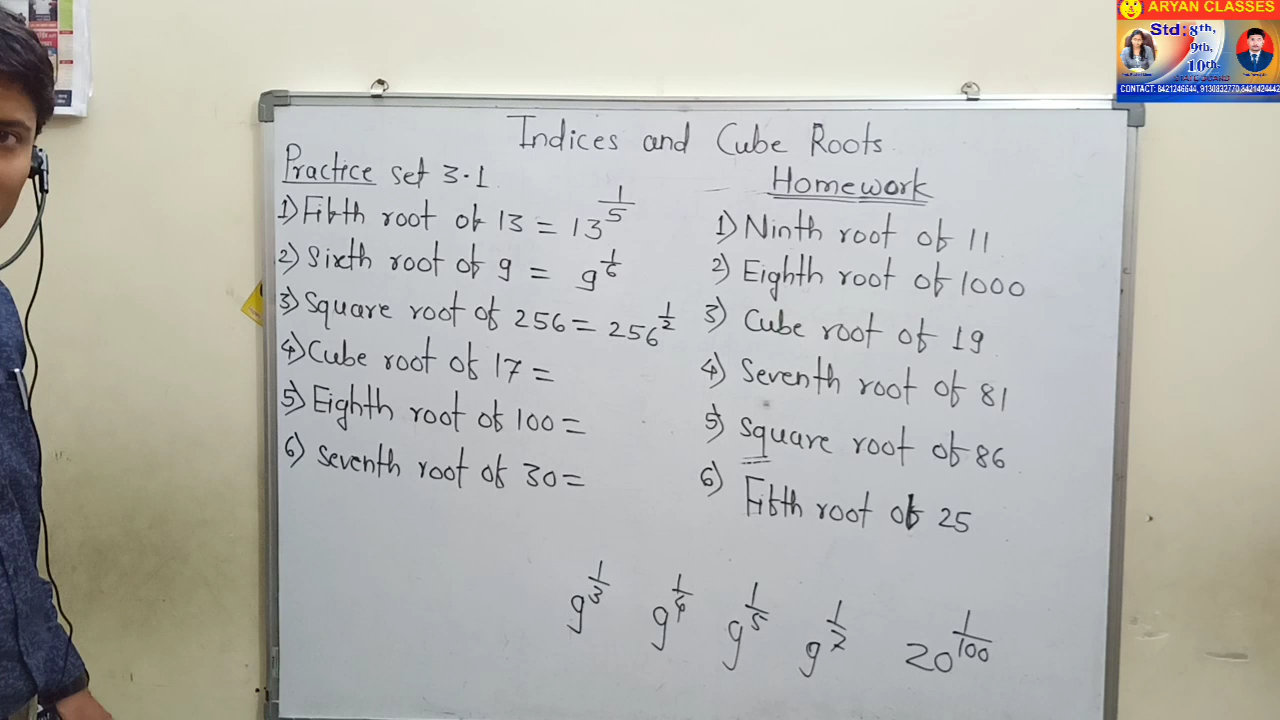 ARYAN CLASSES
Std: 8th,
9th,
10th,
STATE BOARD
CONTACT: 8421246644, 9130832770, 8421424442
Indices and Cube Roots
Practice set 3.1
1) Fifth root of 13 = 13^(1/5)
2) Sixth root of 9 = 9^(1/6)
3) Square root of 256 = 256^(1/2)
4) Cube root of 17 =
5) Eighth root of 100 =
6) Seventh root of 30 =
Homework
1) Ninth root of 11
2) Eighth root of 1000
3) Cube root of 19
4) Seventh root of 81
5) Square root of 86
6) Fifth root of 25
9^(1/3) 9^(1/6) 9^(1/5) 9^(1/7) 20^(1/100)